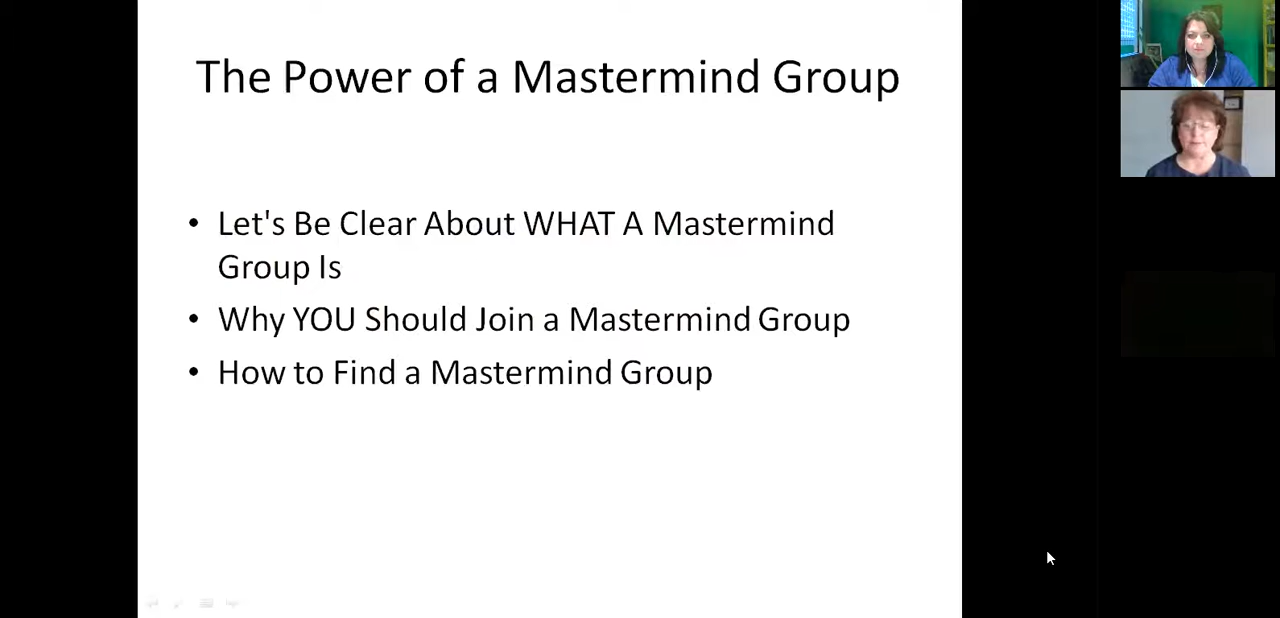 The Power of a Mastermind Group
• Let's Be Clear About WHAT A Mastermind
Group Is
• Why YOU Should Join a Mastermind Group
• How to Find a Mastermind Group